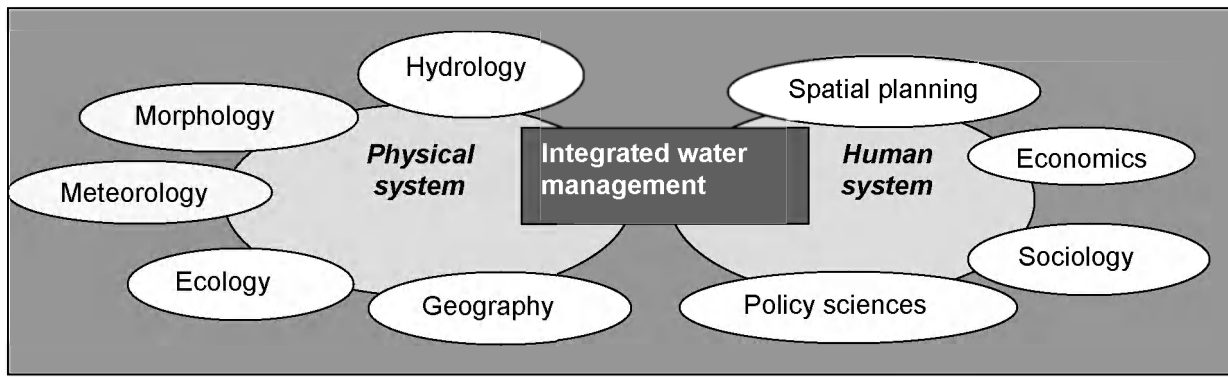 Hydrology
Spatial planning
Morphology
Physical
system
Integrated water
management
Human
system
Economics
Meteorology
Sociology
Ecology
Geography
Policy sciences